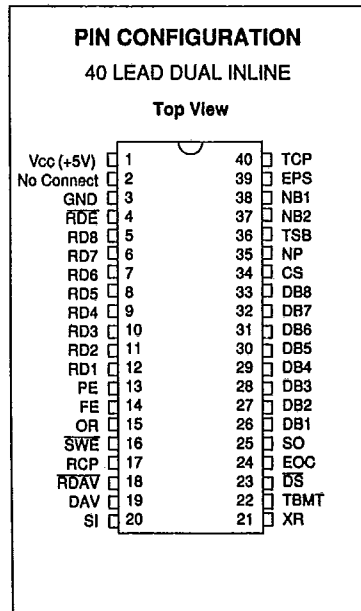 PIN CONFIGURATION
40 LEAD DUAL INLINE
Top View
Vcc (+5V) 1 40 TCP
No Connect 2 39 EPS
GND 3 38 NB1
R̅D̅E̅ 4 37 NB2
RD8 5 36 TSB
RD7 6 35 NP
RD6 7 34 CS
RD5 8 33 DB8
RD4 9 32 DB7
RD3 10 31 DB6
RD2 11 30 DB5
RD1 12 29 DB4
PE 13 28 DB3
FE 14 27 DB2
OR 15 26 DB1
S̅W̅E̅ 16 25 SO
RCP 17 24 EOC
R̅D̅A̅V̅ 18 23 D̅S̅
DAV 19 22 TBMT
SI 20 21 XR